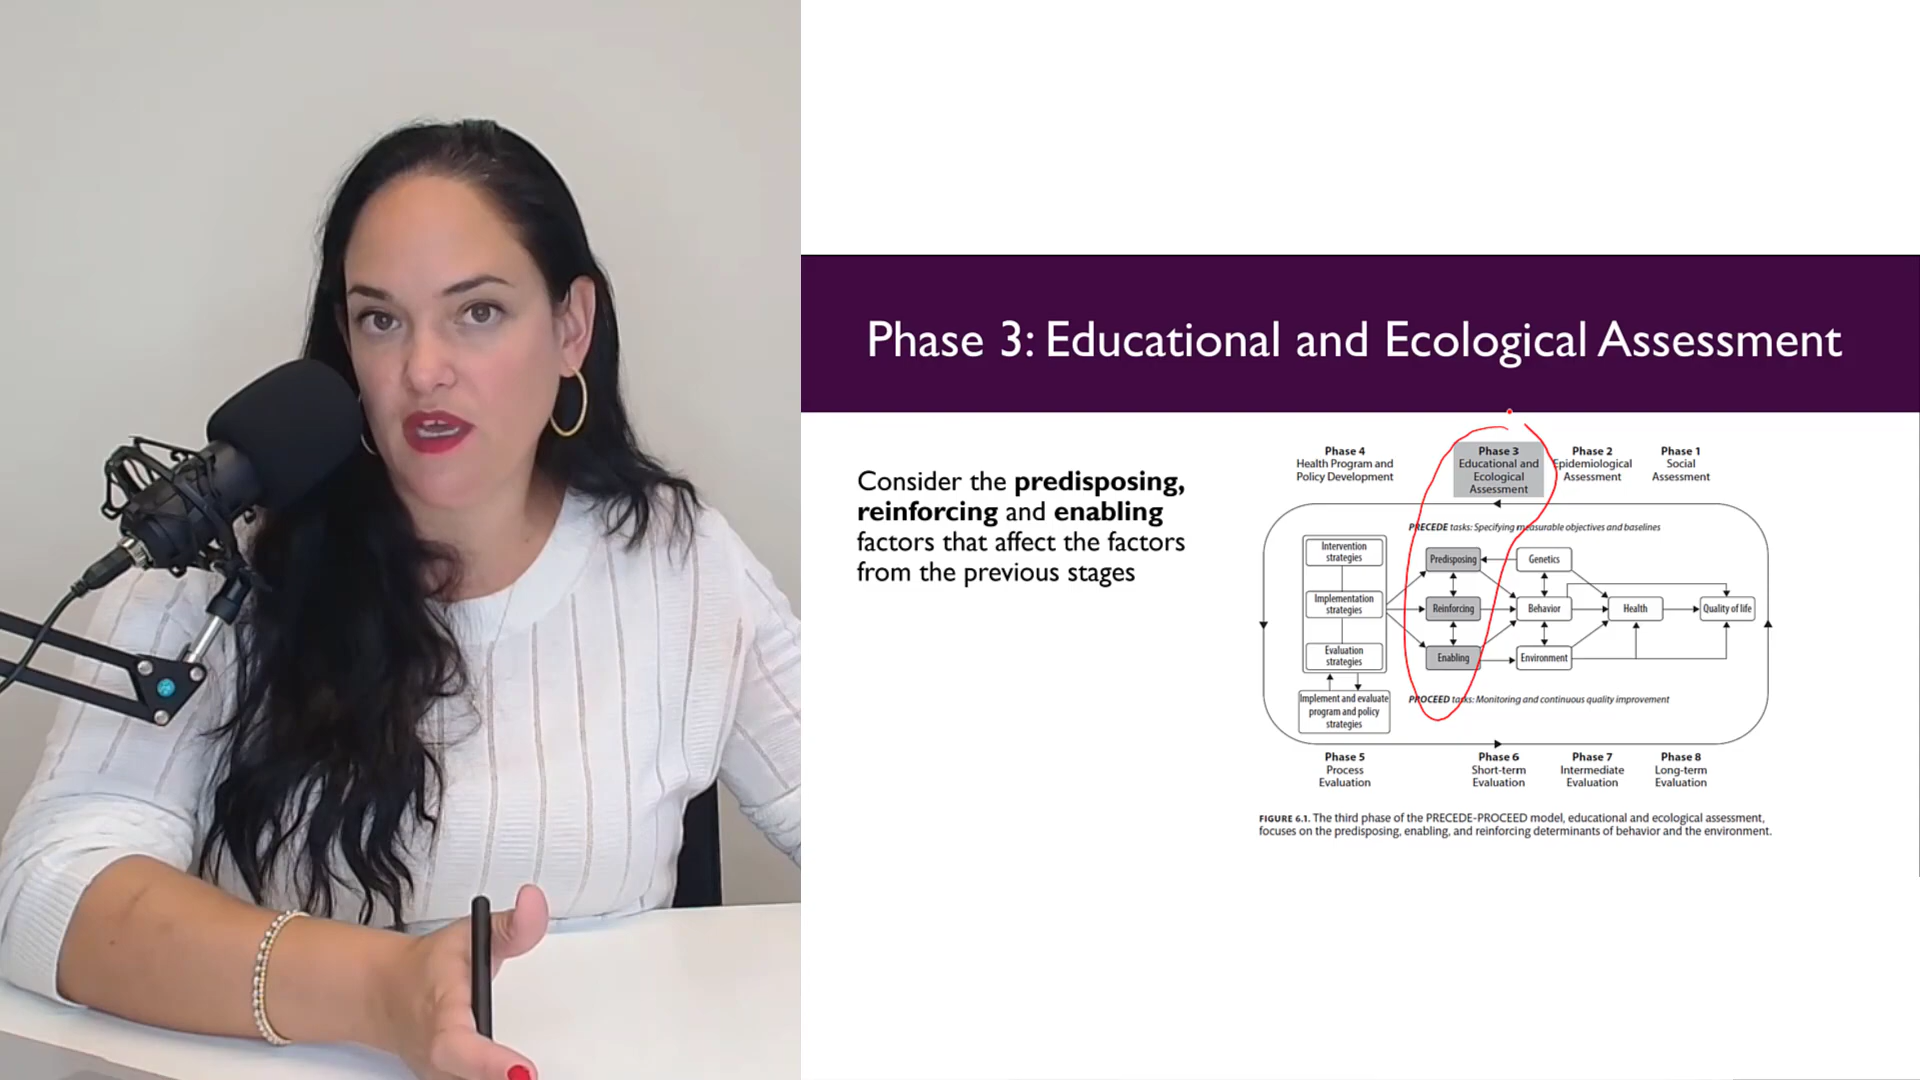 Phase 3: Educational and Ecological Assessment
Consider the predisposing,
reinforcing and enabling
factors that affect the factors
from the previous stages
Phase 4
Health Program and
Policy Development
Phase 3
Educational and
Ecological
Assessment
Phase 2
Epidemiological
Assessment
Phase 1
Social
Assessment
PRECEDE tasks: Specifying measurable objectives and baselines
Intervention
strategies
Implementation
strategies
Evaluation
strategies
Implement and evaluate
program and policy
strategies
Predisposing
Reinforcing
Enabling
Genetics
Behavior
Environment
Health
Quality of life
PROCEED tasks: Monitoring and continuous quality improvement
Phase 5
Process
Evaluation
Phase 6
Short-term
Evaluation
Phase 7
Intermediate
Evaluation
Phase 8
Long-term
Evaluation
FIGURE 6.1. The third phase of the PRECEDE-PROCEED model, educational and ecological assessment,
focuses on the predisposing, enabling, and reinforcing determinants of behavior and the environment.